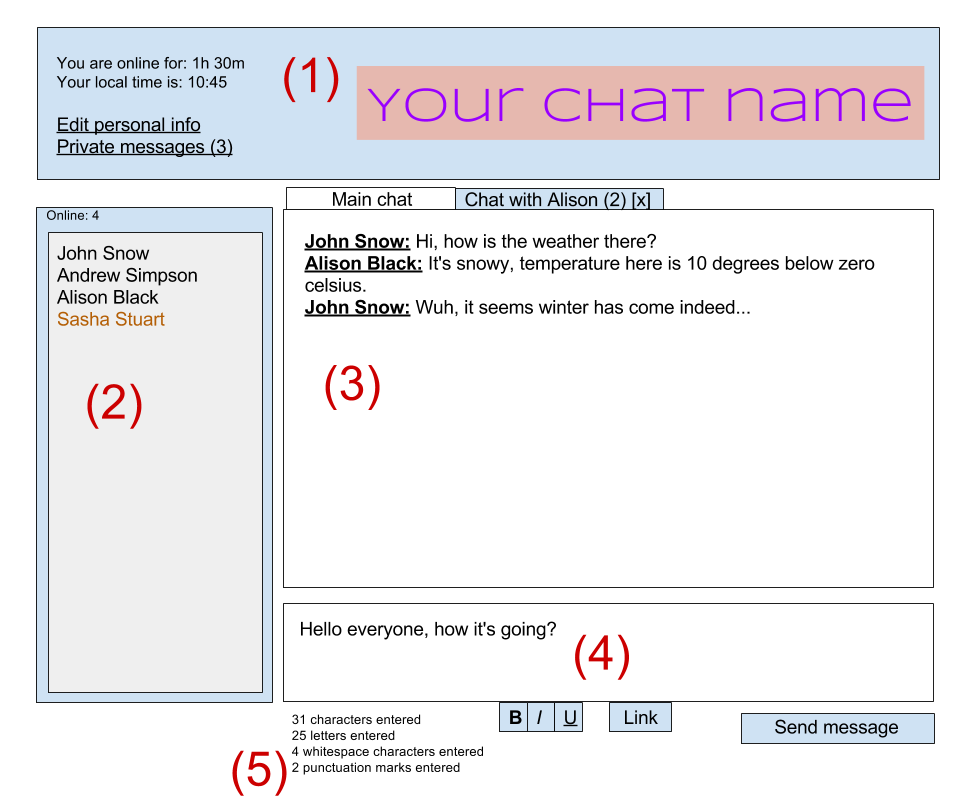 You are online for: 1h 30m
Your local time is: 10:45
(1)
Your chat name
Edit personal info
Private messages (3)
Main chat
Chat with Alison (2) [x]
Online: 4
John Snow
Andrew Simpson
Alison Black
Sasha Stuart
(2)
John Snow: Hi, how is the weather there?
Alison Black: It's snowy, temperature here is 10 degrees below zero
celsius.
John Snow: Wuh, it seems winter has come indeed...
(3)
Hello everyone, how it's going?
(4)
B I U
Link
Send message
31 characters entered
25 letters entered
4 whitespace characters entered
2 punctuation marks entered
(5)